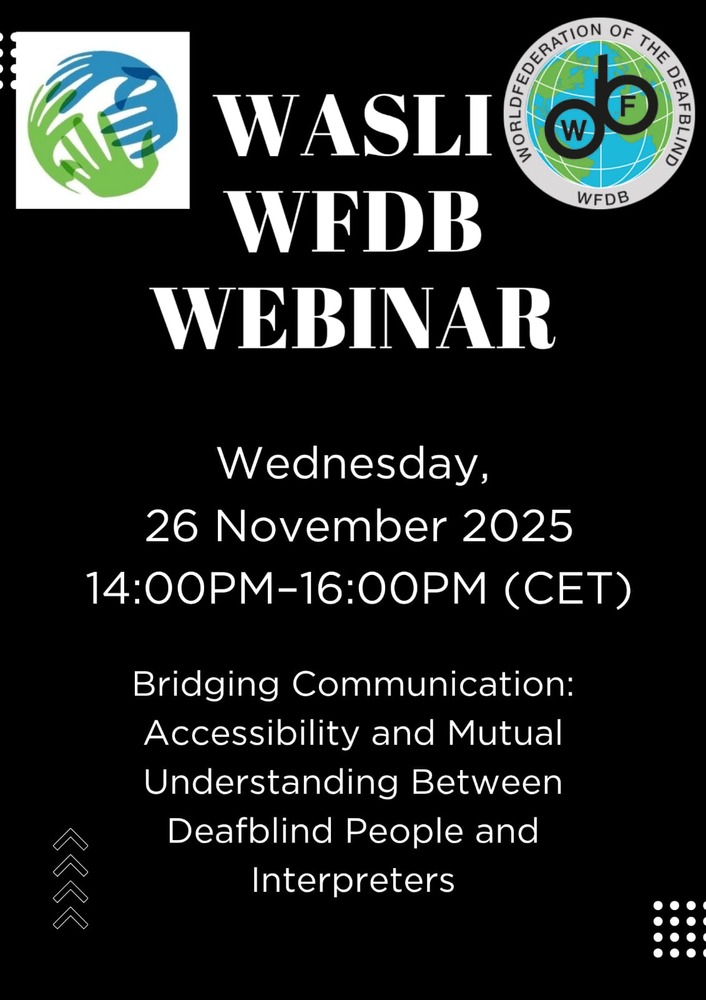 WASLI
WFDB
WEBINAR
WORLDFEDERATION OF THE DEAFBLIND
W F
WFDB
Wednesday,
26 November 2025
14:00PM–16:00PM (CET)
Bridging Communication:
Accessibility and Mutual
Understanding Between
Deafblind People and
Interpreters